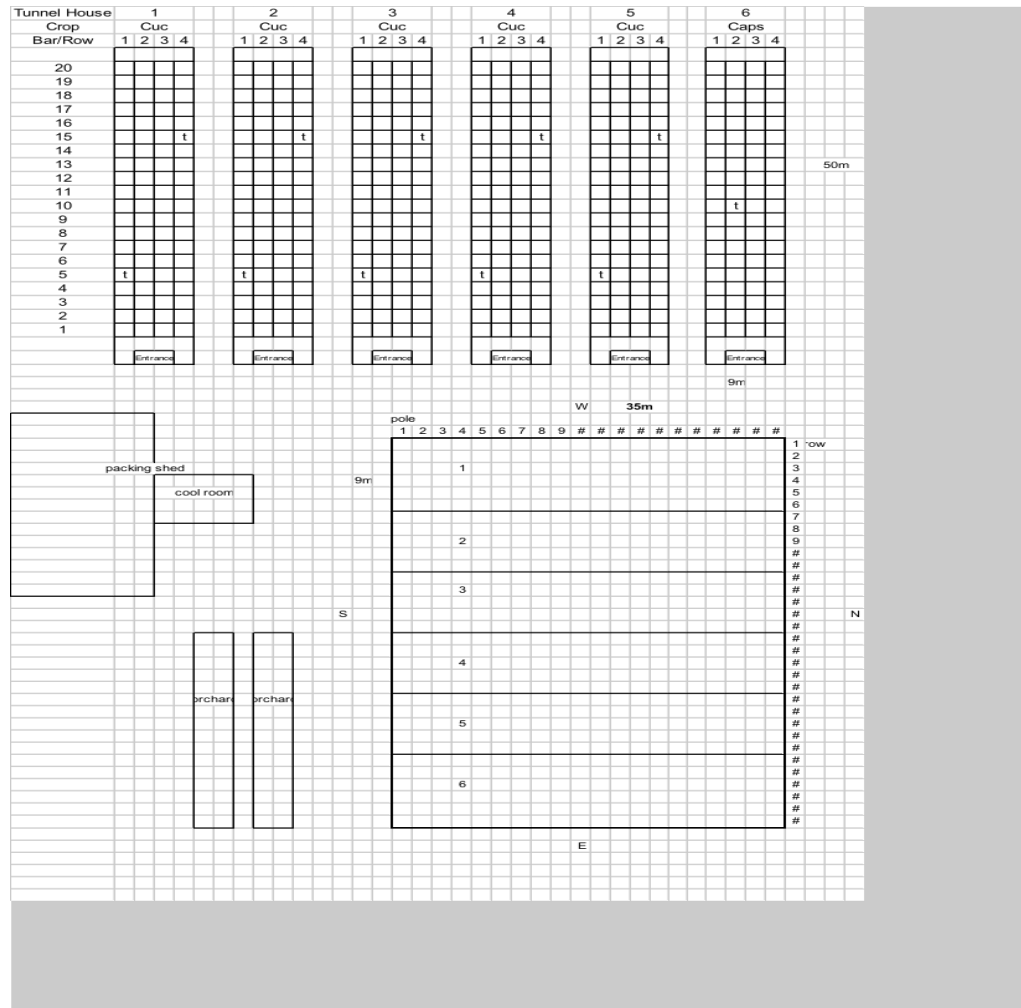 Tunnel House 1 2 3 4 5 6
Crop Cuc Cuc Cuc Cuc Cuc Caps
Bar/Row 1 2 3 4 1 2 3 4 1 2 3 4 1 2 3 4 1 2 3 4 1 2 3 4
20
19
18
17
16
15 t t t t t
14
13 50m
12
11
10 t
9
8
7
6
5 t t t t t
4
3
2
1
Entrance Entrance Entrance Entrance Entrance Entrance
9m
W 35m
pole
1 2 3 4 5 6 7 8 9 # # # # # # # # # # #
1 row
2
packing shed 1 3
9m 4
cool room 5
6
7
8
2 9
#
#
#
3 #
#
S # N
#
#
#
4 #
#
#
orchard orchard #
#
5 #
#
#
#
#
6 #
#
#
#
E